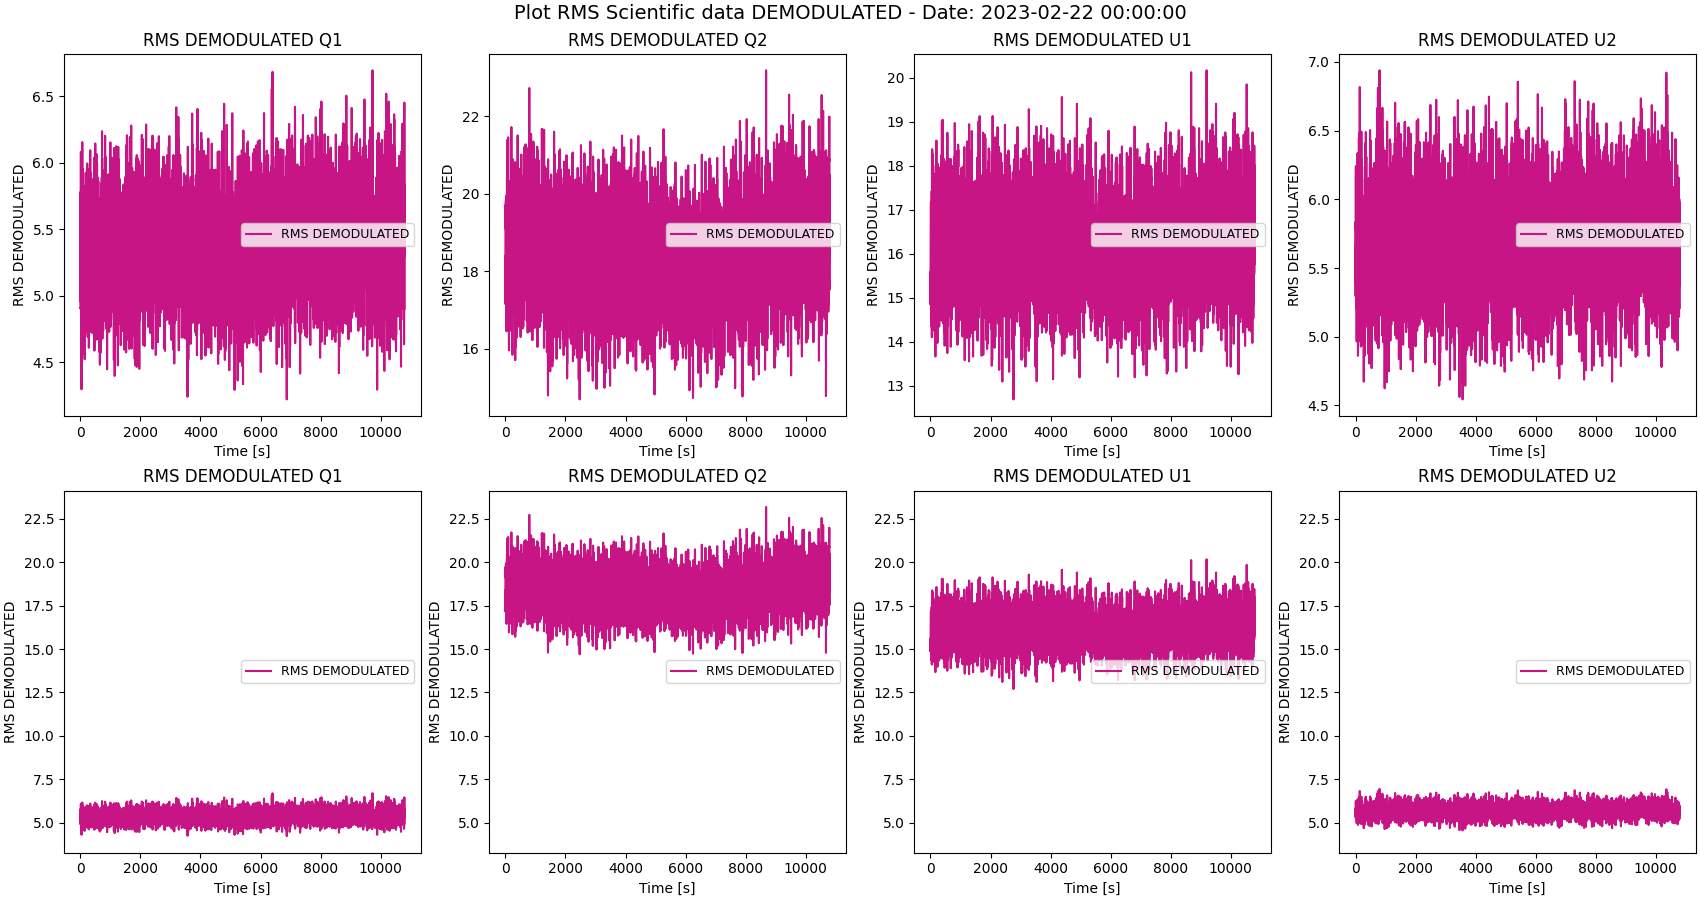 Plot RMS Scientific data DEMODULATED - Date: 2023-02-22 00:00:00
RMS DEMODULATED Q1
RMS DEMODULATED
6.5
6.0
5.5
5.0
4.5
RMS DEMODULATED
0 2000 4000 6000 8000 10000
Time [s]
RMS DEMODULATED Q2
RMS DEMODULATED
22
20
18
16
RMS DEMODULATED
0 2000 4000 6000 8000 10000
Time [s]
RMS DEMODULATED U1
RMS DEMODULATED
20
19
18
17
16
15
14
13
RMS DEMODULATED
0 2000 4000 6000 8000 10000
Time [s]
RMS DEMODULATED U2
RMS DEMODULATED
7.0
6.5
6.0
5.5
5.0
4.5
RMS DEMODULATED
0 2000 4000 6000 8000 10000
Time [s]
RMS DEMODULATED Q1
RMS DEMODULATED
22.5
20.0
17.5
15.0
12.5
10.0
7.5
5.0
RMS DEMODULATED
0 2000 4000 6000 8000 10000
Time [s]
RMS DEMODULATED Q2
RMS DEMODULATED
22.5
20.0
17.5
15.0
12.5
10.0
7.5
5.0
RMS DEMODULATED
0 2000 4000 6000 8000 10000
Time [s]
RMS DEMODULATED U1
RMS DEMODULATED
22.5
20.0
17.5
15.0
12.5
10.0
7.5
5.0
RMS DEMODULATED
0 2000 4000 6000 8000 10000
Time [s]
RMS DEMODULATED U2
RMS DEMODULATED
22.5
20.0
17.5
15.0
12.5
10.0
7.5
5.0
RMS DEMODULATED
0 2000 4000 6000 8000 10000
Time [s]